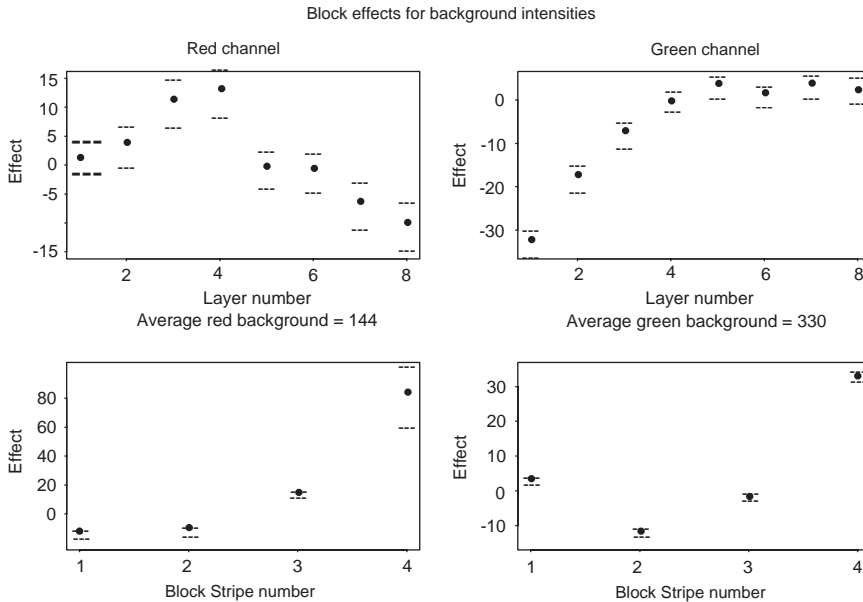 Block effects for background intensities
Red channel
Green channel
Effect
15
10
5
0
-5
-15
2
4
6
8
Layer number
Average red background = 144
Effect
0
-10
-20
-30
2
4
6
8
Layer number
Average green background = 330
Effect
80
60
40
20
0
1
2
3
4
Block Stripe number
Effect
30
20
10
0
-10
1
2
3
4
Block Stripe number